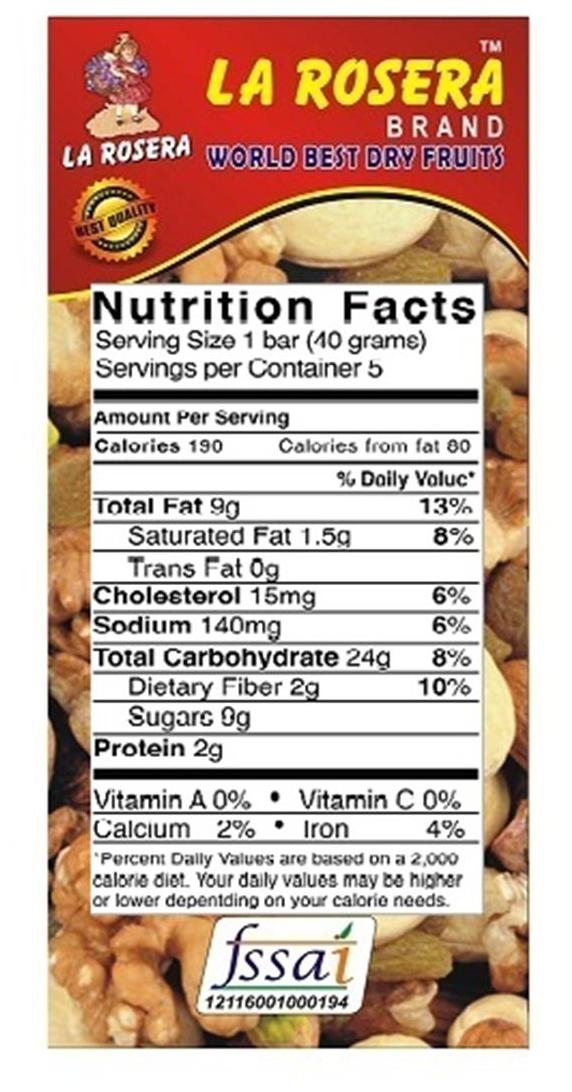 TM
LA ROSERA
BRAND
LA ROSERA
WORLD BEST DRY FRUITS
BEST QUALITY
Nutrition Facts
Serving Size 1 bar (40 grams)
Servings per Container 5
Amount Per Serving
Calories 190 Calories from fat 80
% Daily Value*
Total Fat 9g 13%
Saturated Fat 1.5g 8%
Trans Fat 0g
Cholesterol 15mg 6%
Sodium 140mg 6%
Total Carbohydrate 24g 8%
Dietary Fiber 2g 10%
Sugars 9g
Protein 2g
Vitamin A 0% • Vitamin C 0%
Calcium 2% • Iron 4%
*Percent Daily Values are based on a 2,000
calorie diet. Your daily values may be higher
or lower depentding on your calorie needs.
fssai
12116001000194